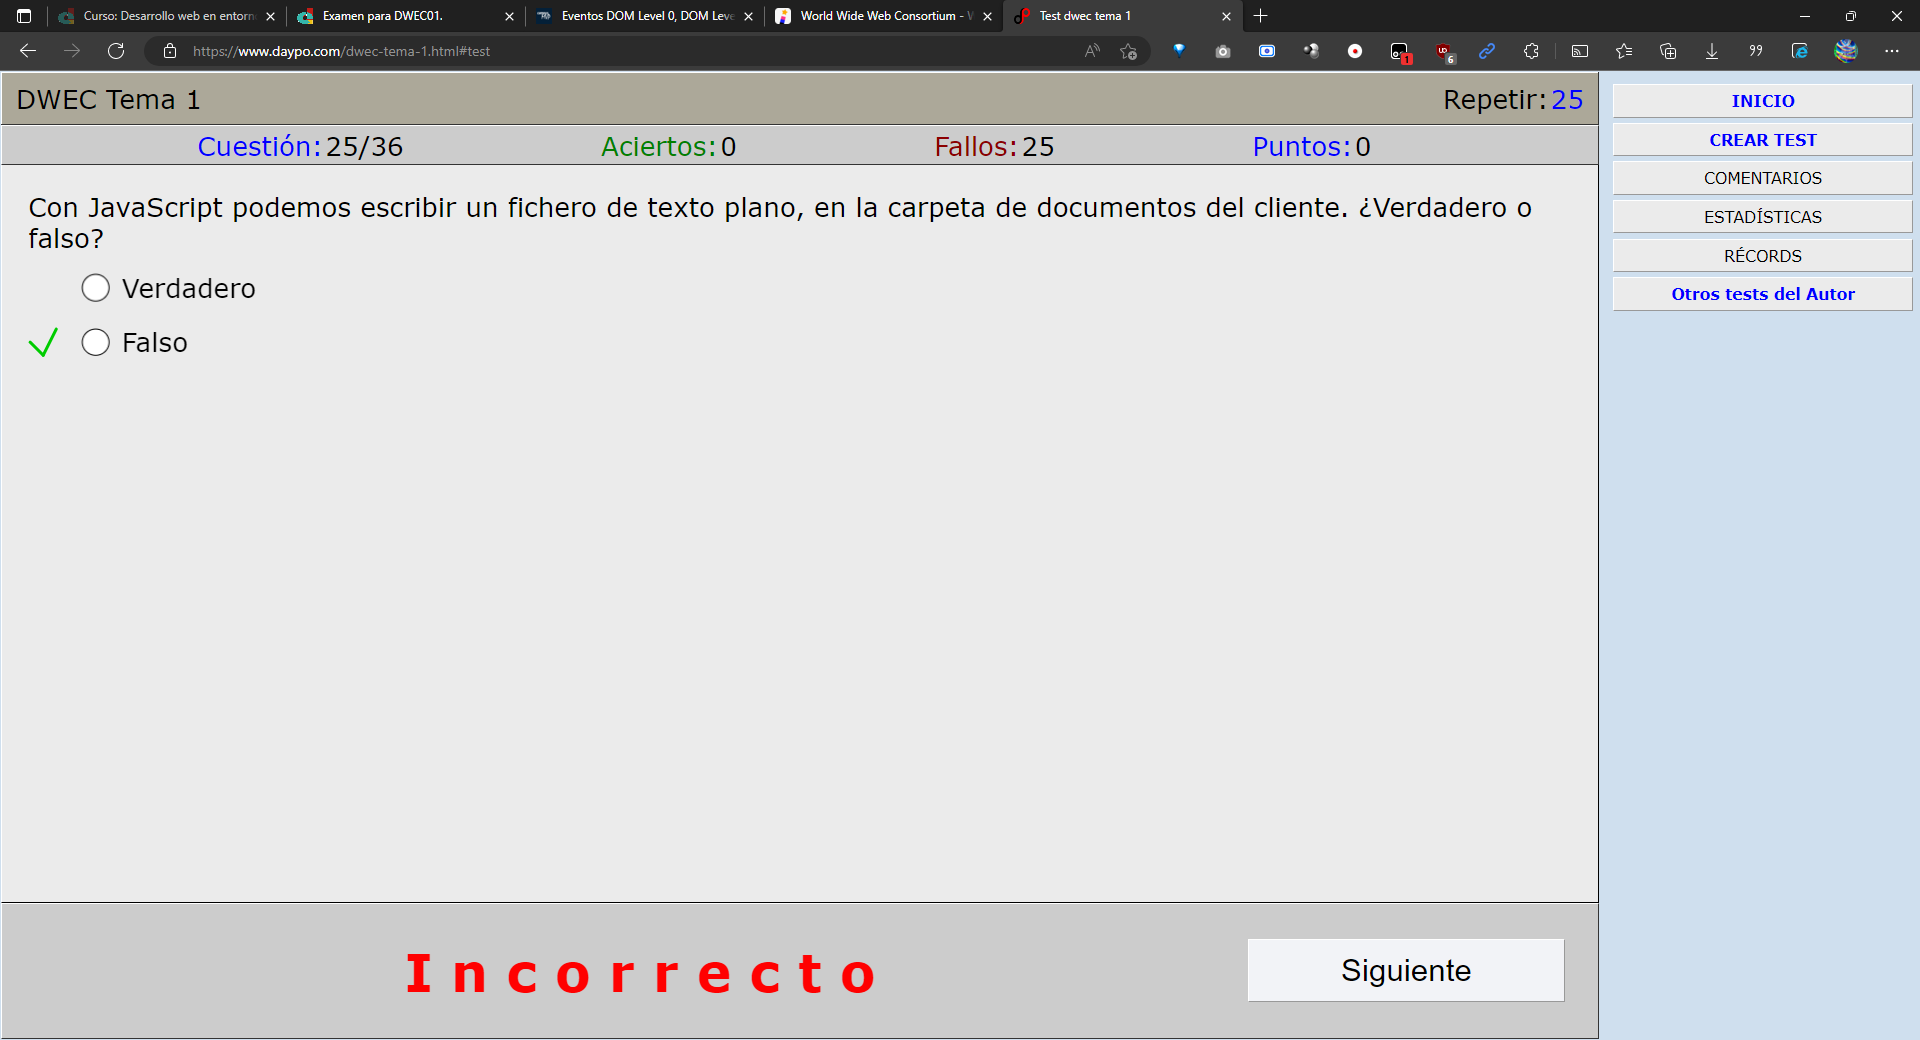 Curso: Desarrollo web en entorn
Examen para DWEC01.
Eventos DOM Level 0, DOM Leve
World Wide Web Consortium - W
Test dwec tema 1
https://www.daypo.com/dwec-tema-1.html#test
1
6
DWEC Tema 1
Repetir:25
Cuestión:25/36
Aciertos:0
Fallos:25
Puntos:0
Con JavaScript podemos escribir un fichero de texto plano, en la carpeta de documentos del cliente. ¿Verdadero o
falso?
Verdadero
Falso
Incorrecto
Siguiente
INICIO
CREAR TEST
COMENTARIOS
ESTADÍSTICAS
RÉCORDS
Otros tests del Autor